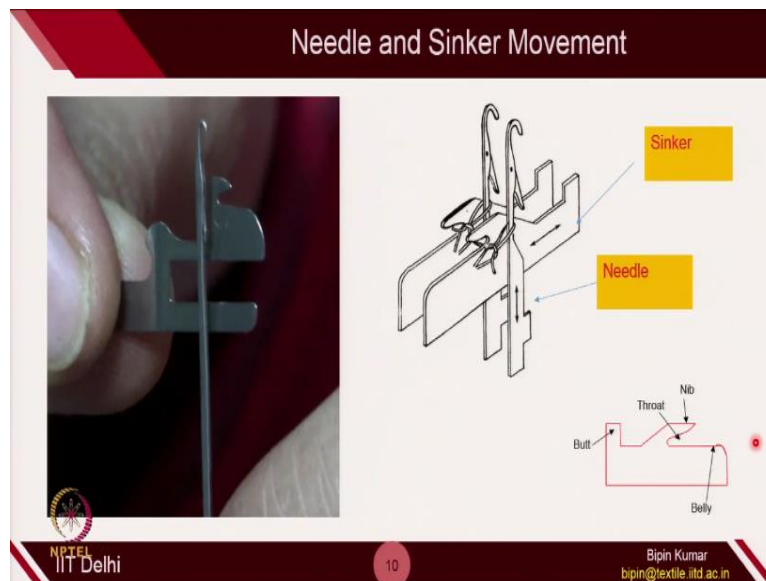 Needle and Sinker Movement
Sinker
Needle
Nib
Throat
Butt
Belly
NPTEL
IIT Delhi
10
Bipin Kumar
bipin@textile.iitd.ac.in